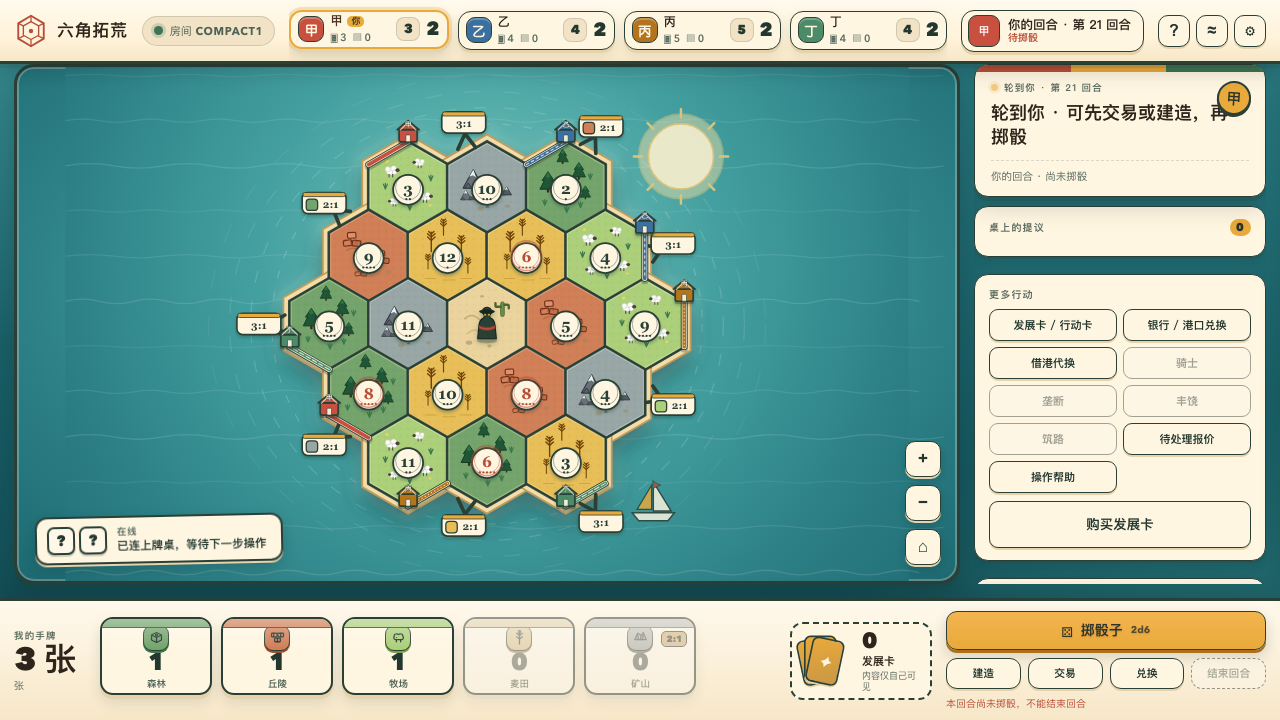 六角拓荒
房间 COMPACT1
甲 甲 你
3 0
3 2
乙 乙
4 0
4 2
丙 丙
5 0
5 2
丁 丁
4 0
4 2
甲 你的回合 · 第 21 回合
待掷骰
? ≈ ⚙
3:1
2:1
3 10 2
2:1
9 12 6 4
3:1
3:1
5 11 5 9
8 10 8 4
2:1
2:1
11 6 3
2:1
3:1
+
−
⌂
? ?
在线
已连上牌桌，等待下一步操作
轮到你 · 第 21 回合
甲
轮到你 · 可先交易或建造，再
掷骰
你的回合 · 尚未掷骰
桌上的提议 0
更多行动
发展卡 / 行动卡 银行 / 港口兑换
借港代换 骑士
垄断 丰饶
筑路 待处理报价
操作帮助
购买发展卡
我的手牌
3 张
张
1
森林
1
丘陵
1
牧场
0
麦田
2:1
0
矿山
0
发展卡
内容仅自己可
见
掷骰子 2d6
建造 交易 兑换 结束回合
本回合尚未掷骰，不能结束回合